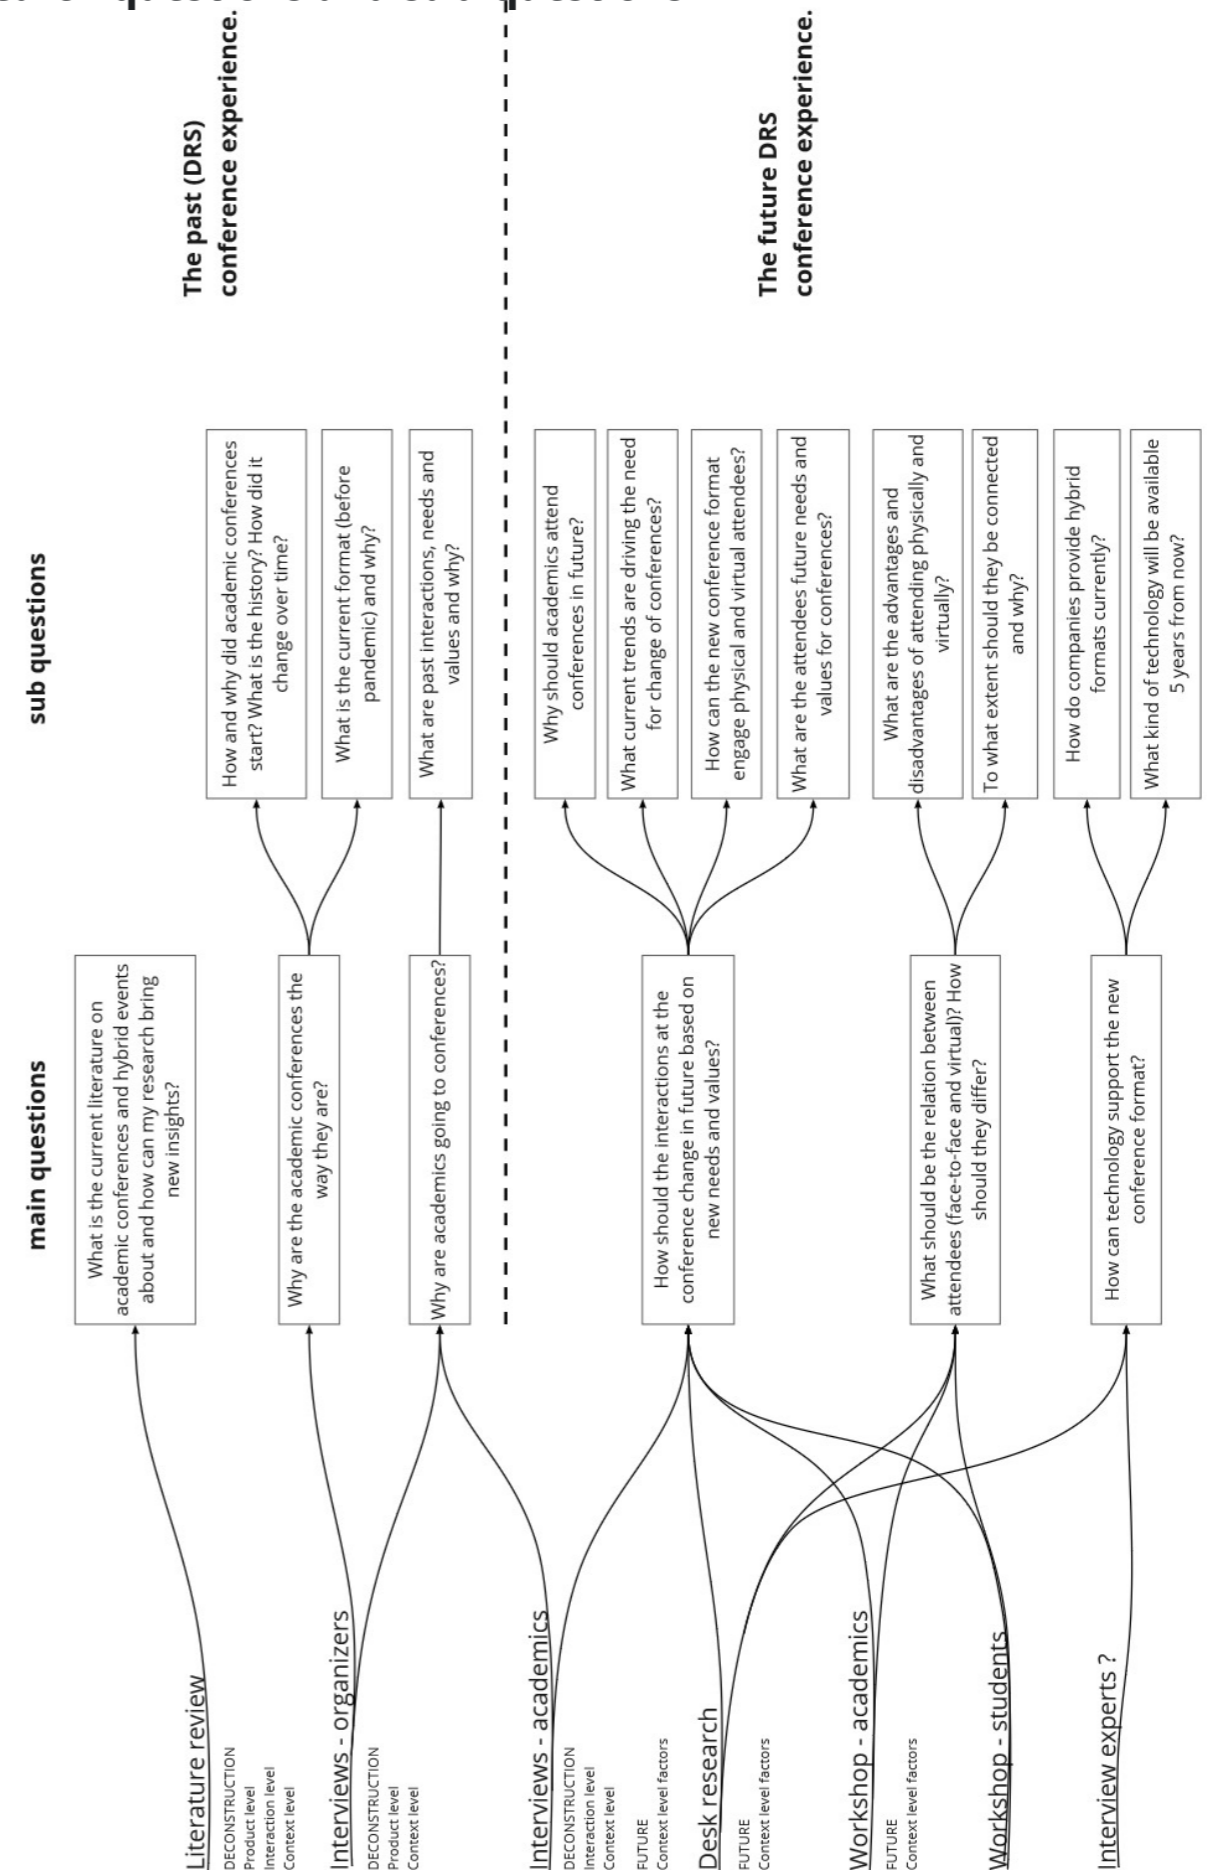 main questions
sub questions
Literature review
DECONSTRUCTION
Product level
Interaction level
Context level
Interviews - organizers
DECONSTRUCTION
Product level
Context level
Interviews - academics
DECONSTRUCTION
Interaction level
Context level
FUTURE
Context level factors
Desk research
FUTURE
Context level factors
Workshop - academics
FUTURE
Context level factors
Workshop - students
Interview experts ?
What is the current literature on
academic conferences and hybrid events
about and how can my research bring
new insights?
Why are the academic conferences the
way they are?
Why are academics going to conferences?
How should the interactions at the
conference change in future based on
new needs and values?
What should be the relation between
attendees (face-to-face and virtual)? How
should they differ?
How can technology support the new
conference format?
How and why did academic conferences
start? What is the history? How did it
change over time?
What is the current format (before
pandemic) and why?
What are past interactions, needs and
values and why?
Why should academics attend
conferences in future?
What current trends are driving the need
for change of conferences?
How can the new conference format
engage physical and virtual attendees?
What are the attendees future needs and
values for conferences?
What are the advantages and
disadvantages of attending physically and
virtually?
To what extent should they be connected
and why?
How do companies provide hybrid
formats currently?
What kind of technology will be available
5 years from now?
The past (DRS)
conference experience.
The future DRS
conference experience.